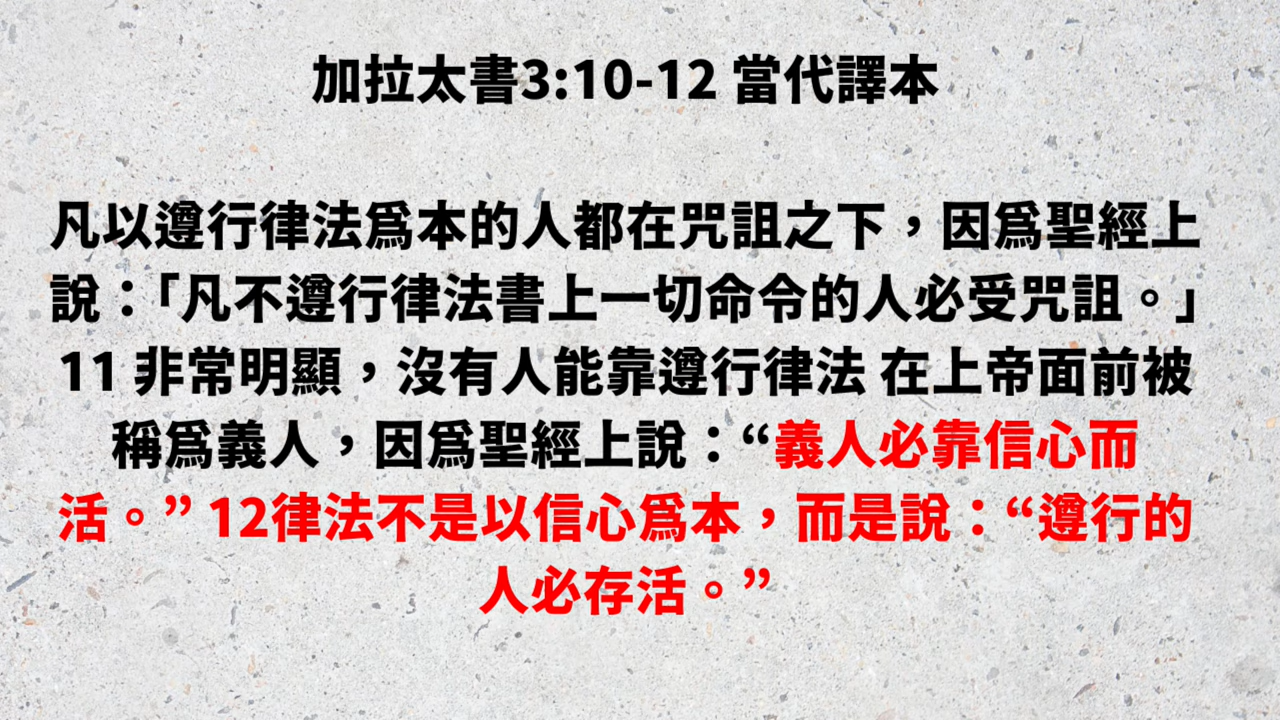 加拉太書3:10-12 當代譯本
凡以遵行律法爲本的人都在咒詛之下，因爲聖經上
說：「凡不遵行律法書上一切命令的人必受咒詛。」
11 非常明顯，沒有人能靠遵行律法 在上帝面前被
稱爲義人，因爲聖經上說：“義人必靠信心而
活。” 12律法不是以信心爲本，而是說：“遵行的
人必存活。”